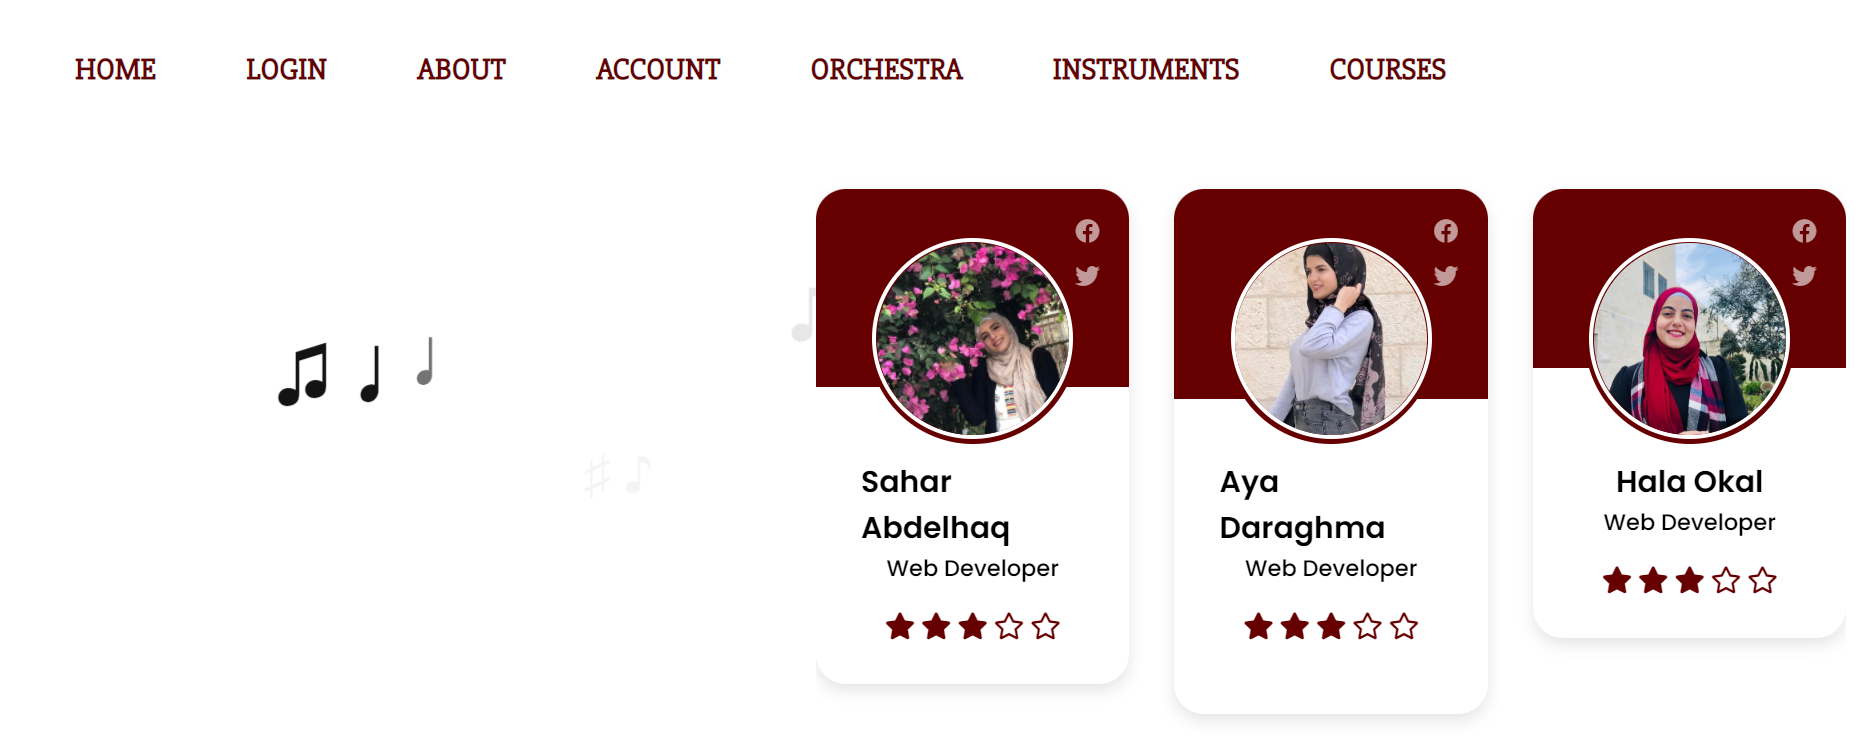 HOME LOGIN ABOUT ACCOUNT ORCHESTRA INSTRUMENTS COURSES
Sahar
Abdelhaq
Web Developer
Aya
Daraghma
Web Developer
Hala Okal
Web Developer